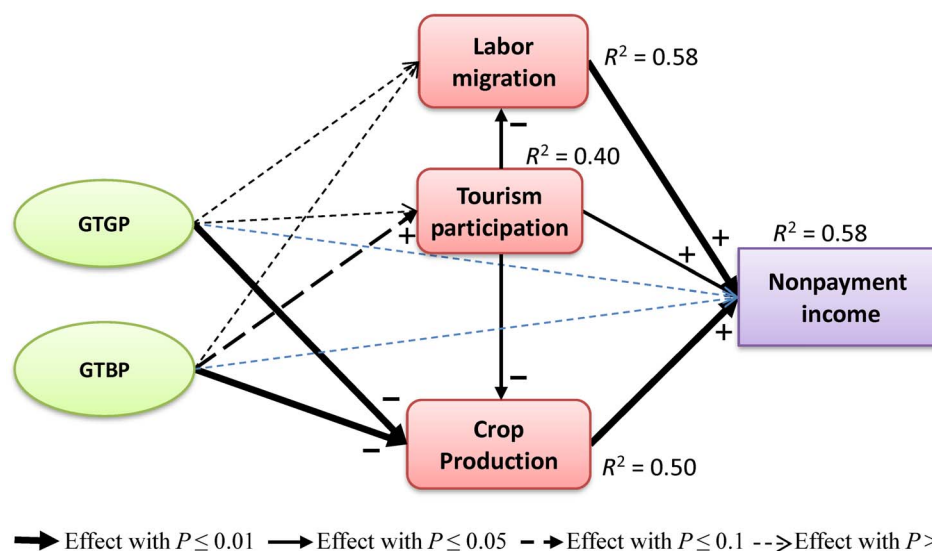 Labor
migration
R² = 0.58
−
R² = 0.40
Tourism
participation
GTGP
+
+
+
R² = 0.58
Nonpayment
income
+
GTBP
−
−
−
Crop
Production
R² = 0.50
Effect with P ≤ 0.01 Effect with P ≤ 0.05 Effect with P ≤ 0.1 Effect with P >